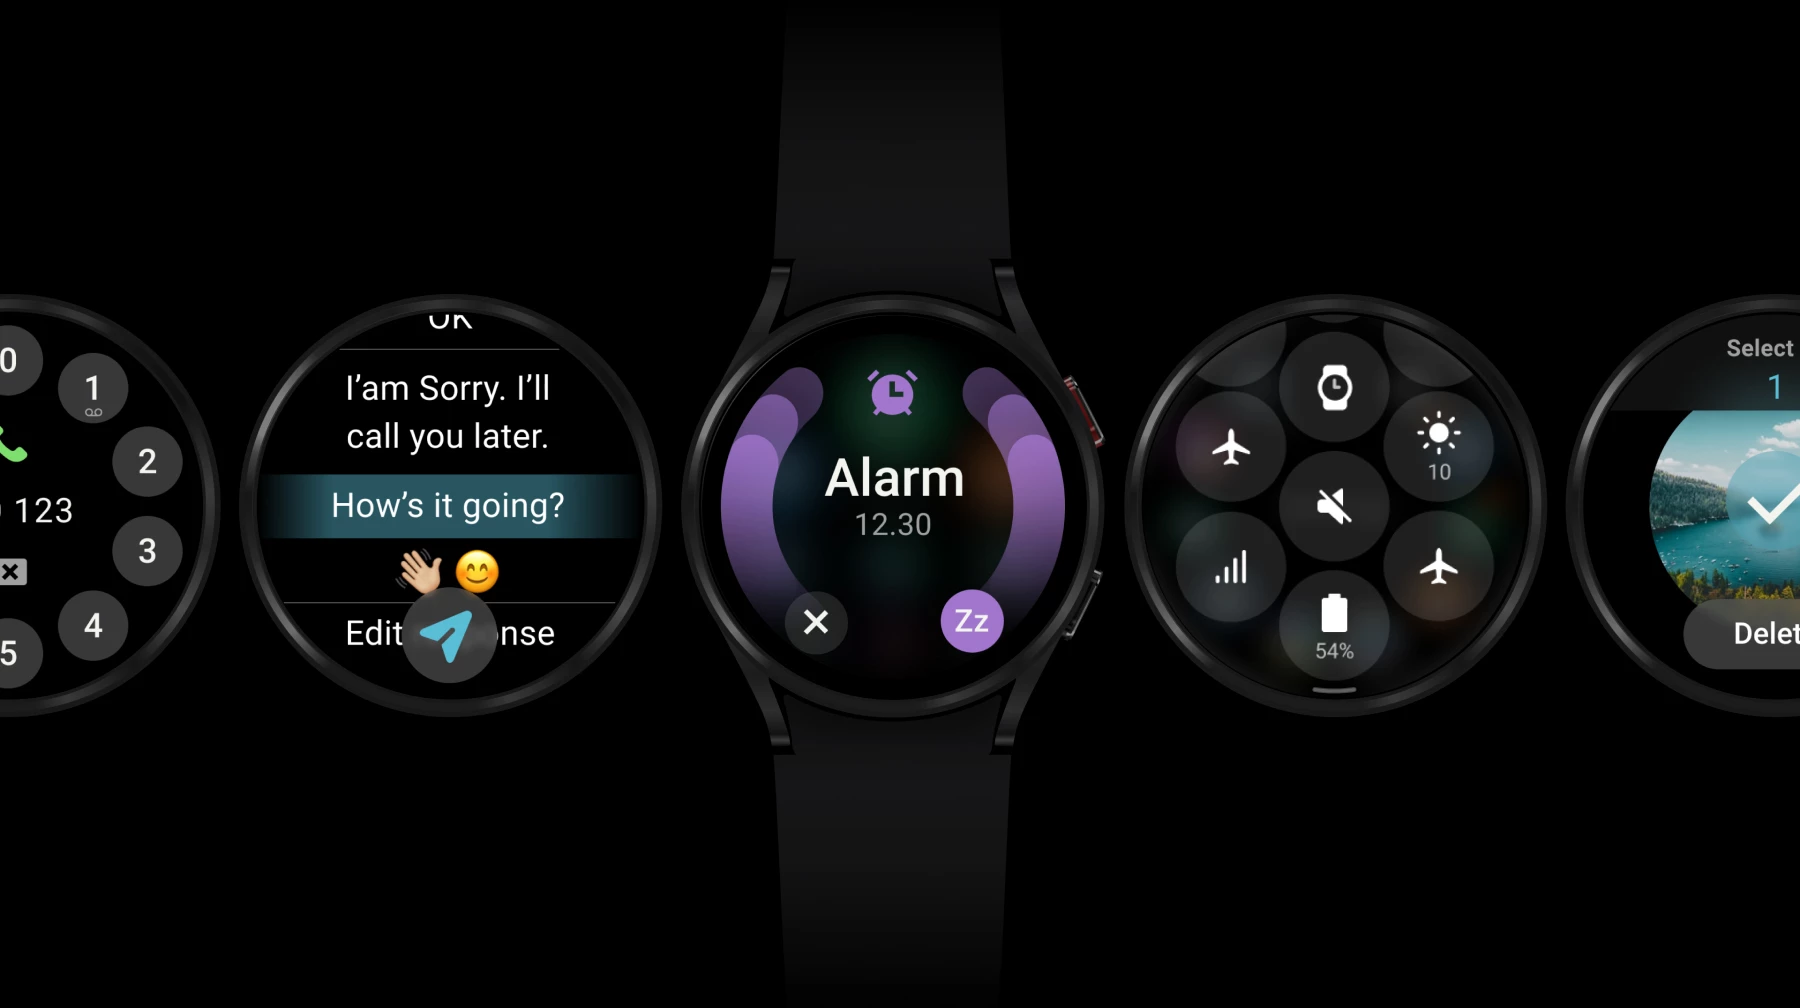 0
1
2
123
3
4
5
OK
I’am Sorry. I’ll
call you later.
How’s it going?
Edit nse
Alarm
12.30
Zz
10
54%
Select
1
Delet